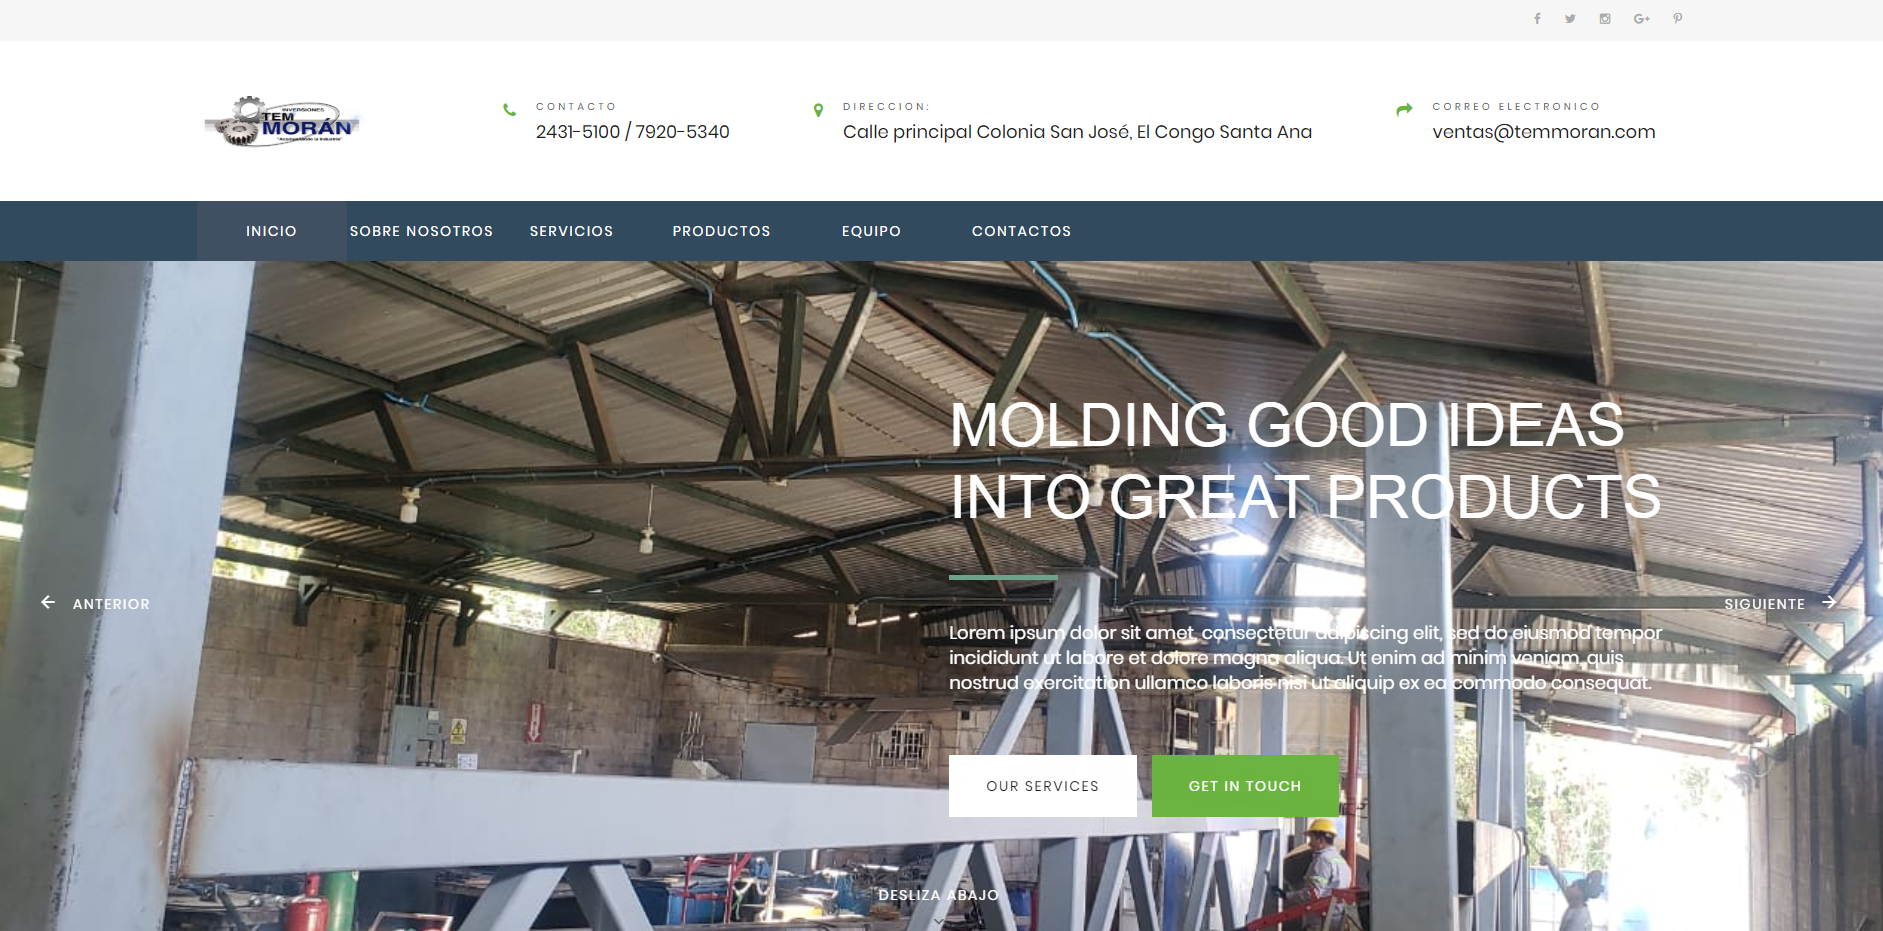 INVERSIONES
TEM
MORÁN
CONTACTO
2431-5100 / 7920-5340
DIRECCION:
Calle principal Colonia San José, El Congo Santa Ana
CORREO ELECTRONICO
ventas@temmoran.com
INICIO
SOBRE NOSOTROS
SERVICIOS
PRODUCTOS
EQUIPO
CONTACTOS
MOLDING GOOD IDEAS
INTO GREAT PRODUCTS
ANTERIOR
SIGUIENTE
Lorem ipsum dolor sit amet, consectetur adipiscing elit, sed do eiusmod tempor
incididunt ut labore et dolore magna aliqua. Ut enim ad minim veniam, quis
nostrud exercitation ullamco laboris nisi ut aliquip ex ea commodo consequat.
OUR SERVICES
GET IN TOUCH
DESLIZA ABAJO